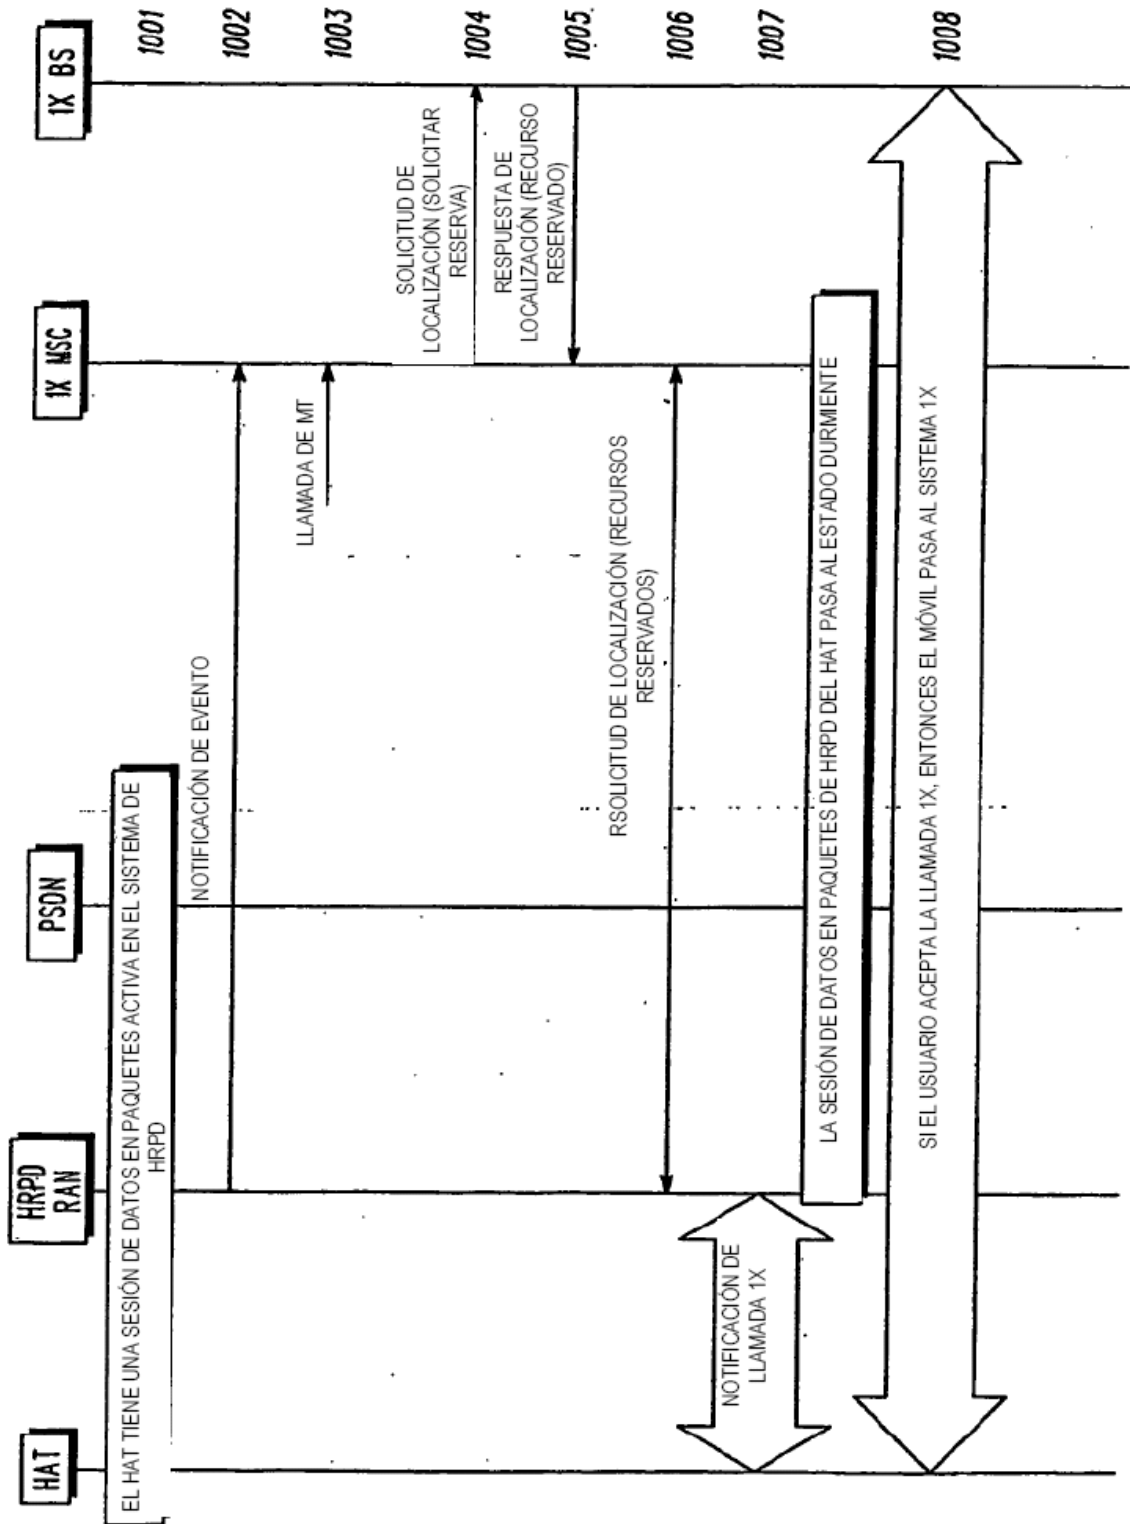 HAT
HRPD
RAN
PSDN
1X MSC
1X BS
EL HAT TIENE UNA SESIÓN DE DATOS EN PAQUETES ACTIVA EN EL SISTEMA DE
HRPD
1001
NOTIFICACIÓN DE EVENTO
1002
LLAMADA DE MT
1003
SOLICITUD DE
LOCALIZACIÓN (SOLICITAR
RESERVA)
1004
RESPUESTA DE
LOCALIZACIÓN (RECURSO
RESERVADO)
1005.
RSOLICITUD DE LOCALIZACIÓN (RECURSOS
RESERVADOS)
1006
NOTIFICACIÓN DE
LLAMADA 1X
1007
LA SESIÓN DE DATOS EN PAQUETES DE HRPD DEL HAT PASA AL ESTADO DURMIENTE
SI EL USUARIO ACEPTA LA LLAMADA 1X, ENTONCES EL MÓVIL PASA AL SISTEMA 1X
1008